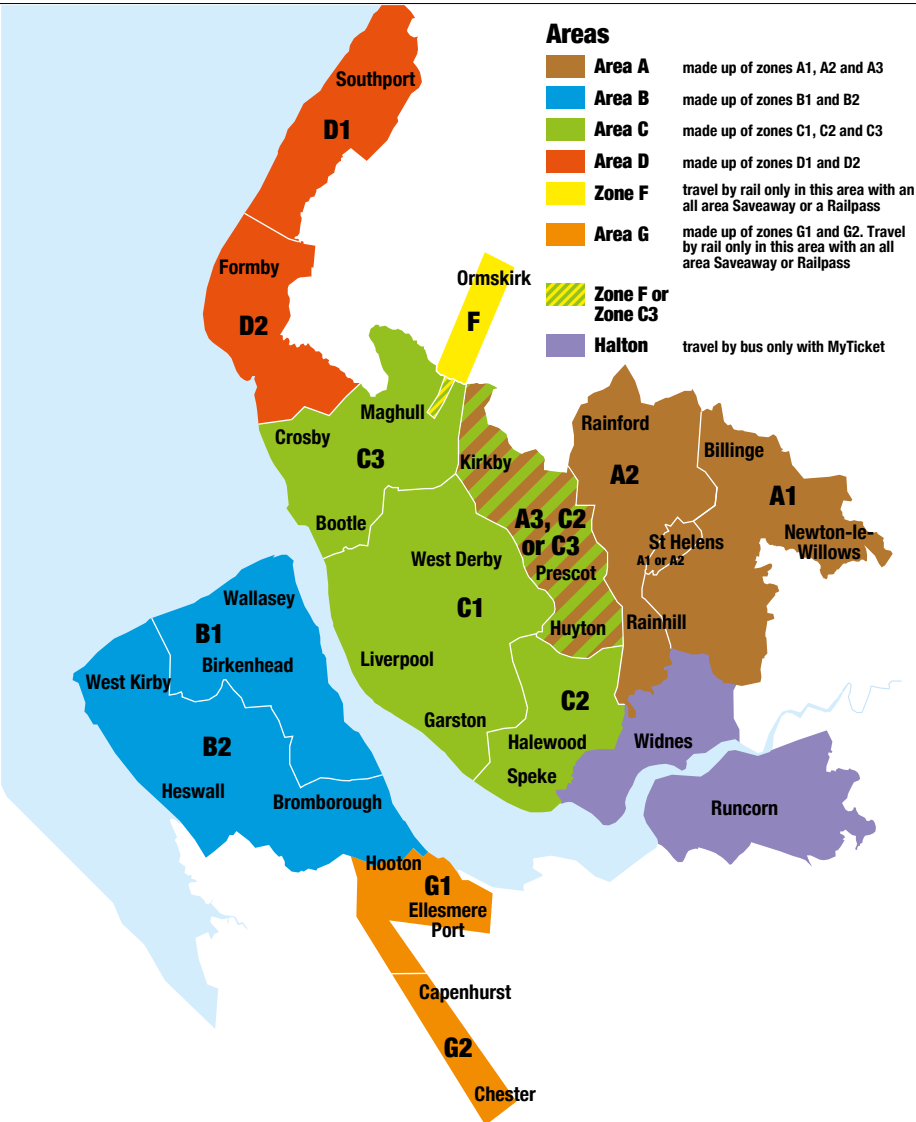 Areas
Area A made up of zones A1, A2 and A3
Area B made up of zones B1 and B2
Area C made up of zones C1, C2 and C3
Area D made up of zones D1 and D2
Zone F travel by rail only in this area with an
all area Saveaway or a Railpass
Area G made up of zones G1 and G2. Travel
by rail only in this area with an all
area Saveaway or Railpass
Zone F or
Zone C3
Halton travel by bus only with MyTicket
Southport
D1
Formby
D2
Ormskirk
F
Maghull
Crosby
C3
Bootle
Kirkby
A3, C2
or C3
Prescot
Huyton
Rainford
A2
Billinge
A1
Newton-le-
Willows
St Helens
A1 or A2
Rainhill
West Derby
C1
Liverpool
Garston
C2
Halewood
Speke
Wallasey
B1
Birkenhead
West Kirby
B2
Heswall
Bromborough
Widnes
Runcorn
Hooton
G1
Ellesmere
Port
Capenhurst
G2
Chester